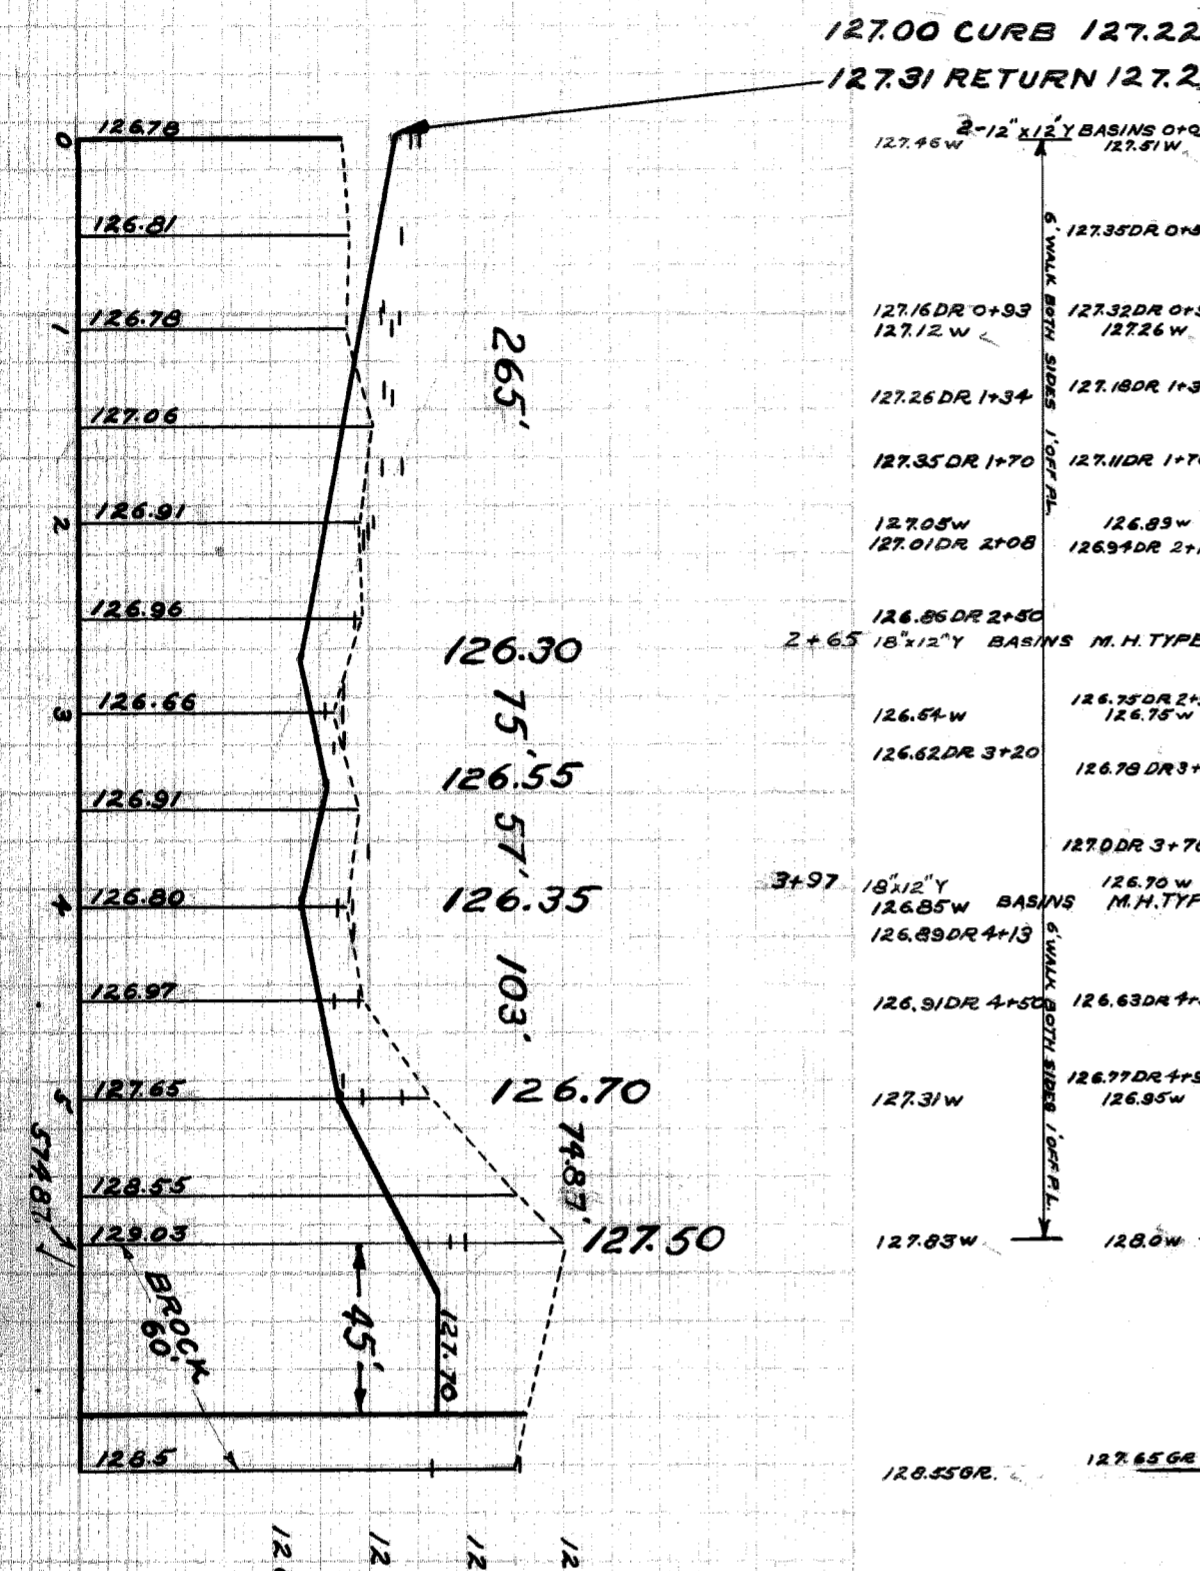 127.00 CURB 127.22
127.31 RETURN 127.2
2-12"x12"Y BASINS 0+0
127.46 W 127.51 W
0 126.78
126.81
127.35 DR 0+
127.16 DR 0+93 127.32 DR 0+
1 126.78
127.12 W 127.26 W
265'
127.26 DR 1+34 127.18 DR 1+3
127.06
6' WALK BOTH SIDES 1' OFF P.L.
127.35 DR 1+70 127.11 DR 1+70
2 126.91
127.05 W 126.89 W
127.01 DR 2+08 126.94 DR 2+
126.96
126.86 DR 2+50
126.30
2+65 18"x12"Y BASINS M.H. TYPE
126.75 DR 2+
3 126.66
75'
126.54 W 126.75 W
126.62 DR 3+20
126.55
126.78 DR 3+
126.91
57'
127.0 DR 3+70
3+97 18"x12"Y 126.70 W
4 126.80
126.35
126.85 W BASINS M.H. TYP
126.89 DR 4+13
103'
126.97
126.91 DR 4+50 126.63 DR 4+
126.77 DR 4+9
5 127.65
126.70
127.31 W 126.95 W
6' WALK BOTH SIDES 1' OFF P.L.
574.87
74.87'
128.55
129.03
127.50
127.83 W 128.0 W
BROCK
60'
45'
127.70
128.5
128.55 GR. 127.65 GR
12
12
12
12